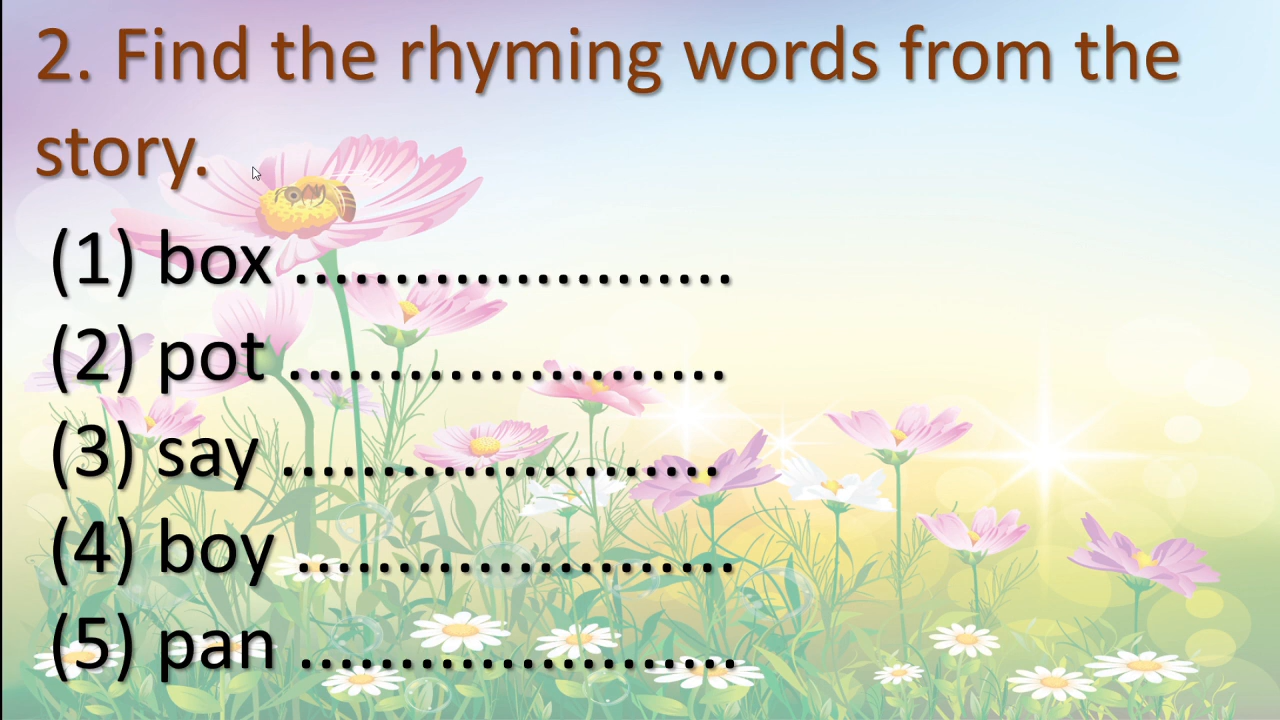 2. Find the rhyming words from the
story.
(1) box ......................
(2) pot ......................
(3) say ......................
(4) boy ......................
(5) pan ......................